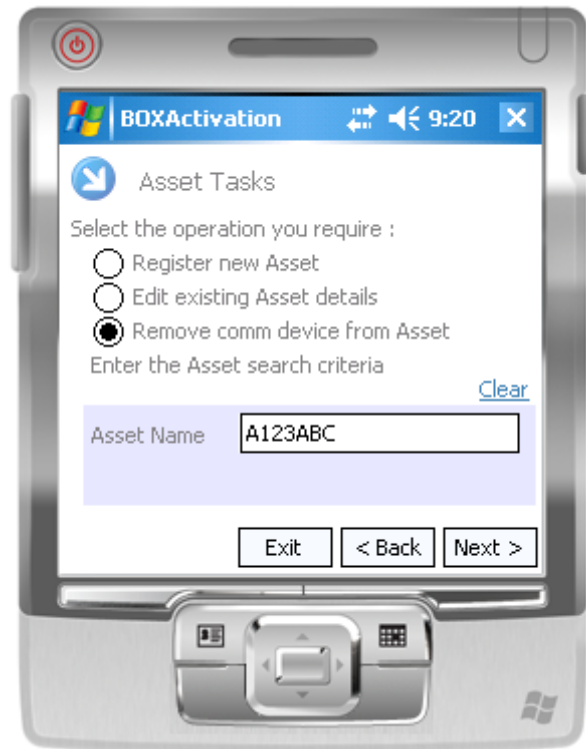 BOXActivation 9:20
Asset Tasks
Select the operation you require :
Register new Asset
Edit existing Asset details
Remove comm device from Asset
Enter the Asset search criteria
Clear
Asset Name A123ABC
Exit < Back Next >